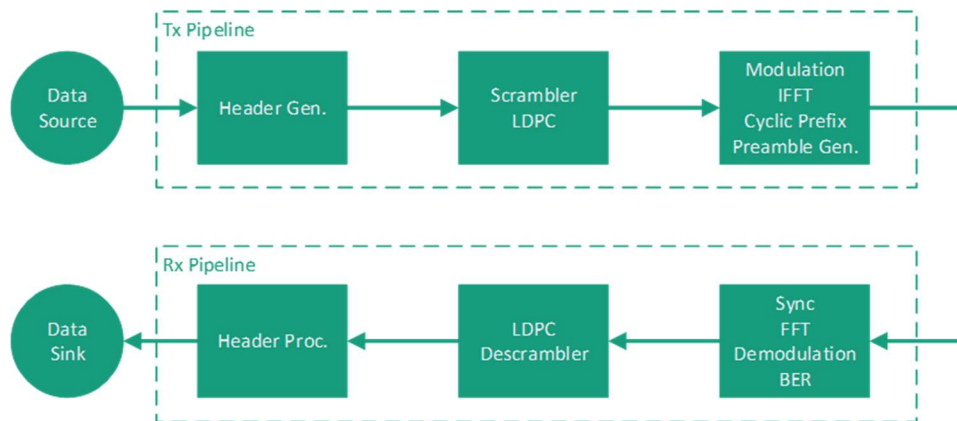 Tx Pipeline
Data
Source
Header Gen.
Scrambler
LDPC
Modulation
IFFT
Cyclic Prefix
Preamble Gen.
Rx Pipeline
Data
Sink
Header Proc.
LDPC
Descrambler
Sync
FFT
Demodulation
BER